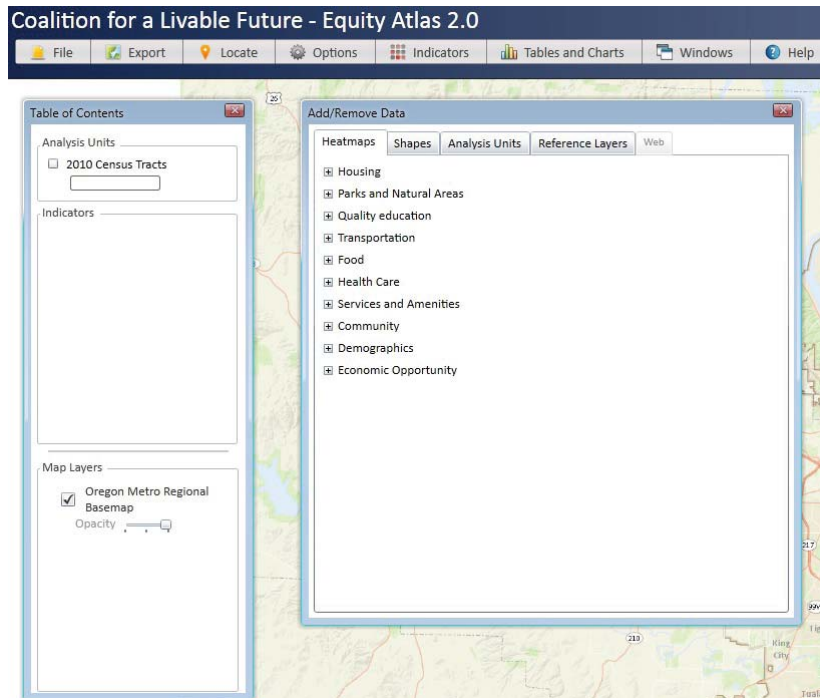 Coalition for a Livable Future - Equity Atlas 2.0
File Export Locate Options Indicators Tables and Charts Windows Help
26
Table of Contents
Analysis Units
2010 Census Tracts
Indicators
Map Layers
Oregon Metro Regional
Basemap
Opacity
Add/Remove Data
Heatmaps Shapes Analysis Units Reference Layers Web
Housing
Parks and Natural Areas
Quality education
Transportation
Food
Health Care
Services and Amenities
Community
Demographics
Economic Opportunity
217
99W
210
King
City